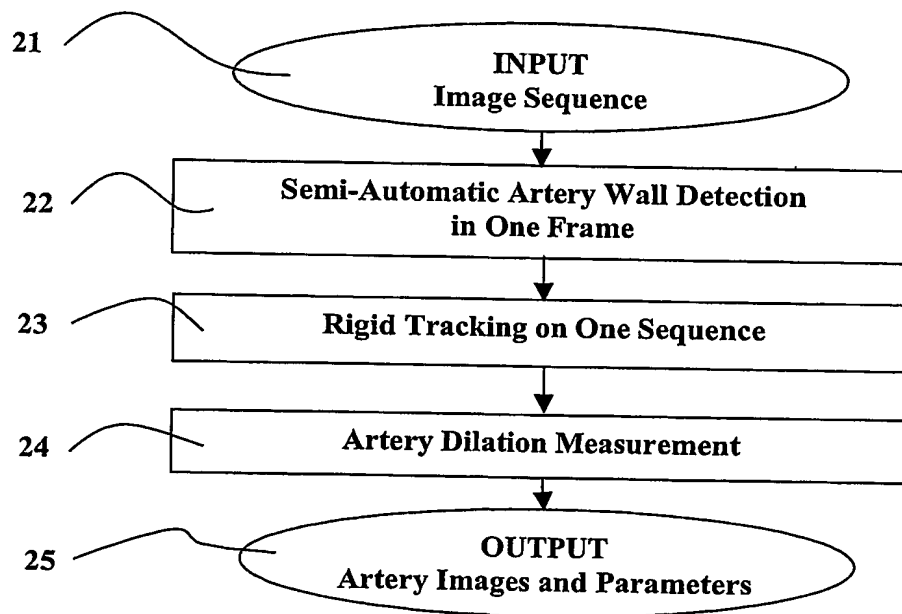 21
INPUT
Image Sequence
22
Semi-Automatic Artery Wall Detection
in One Frame
23
Rigid Tracking on One Sequence
24
Artery Dilation Measurement
25
OUTPUT
Artery Images and Parameters